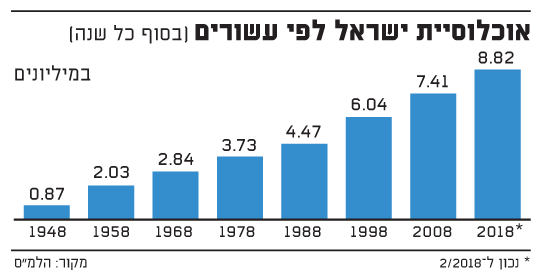 אוכלוסיית ישראל לפי עשורים (בסוף כל שנה)
במיליונים
0.87 2.03 2.84 3.73 4.47 6.04 7.41 8.82
1948 1958 1968 1978 1988 1998 2008 2018*
* נכון ל־2/2018 מקור: הלמ"ס